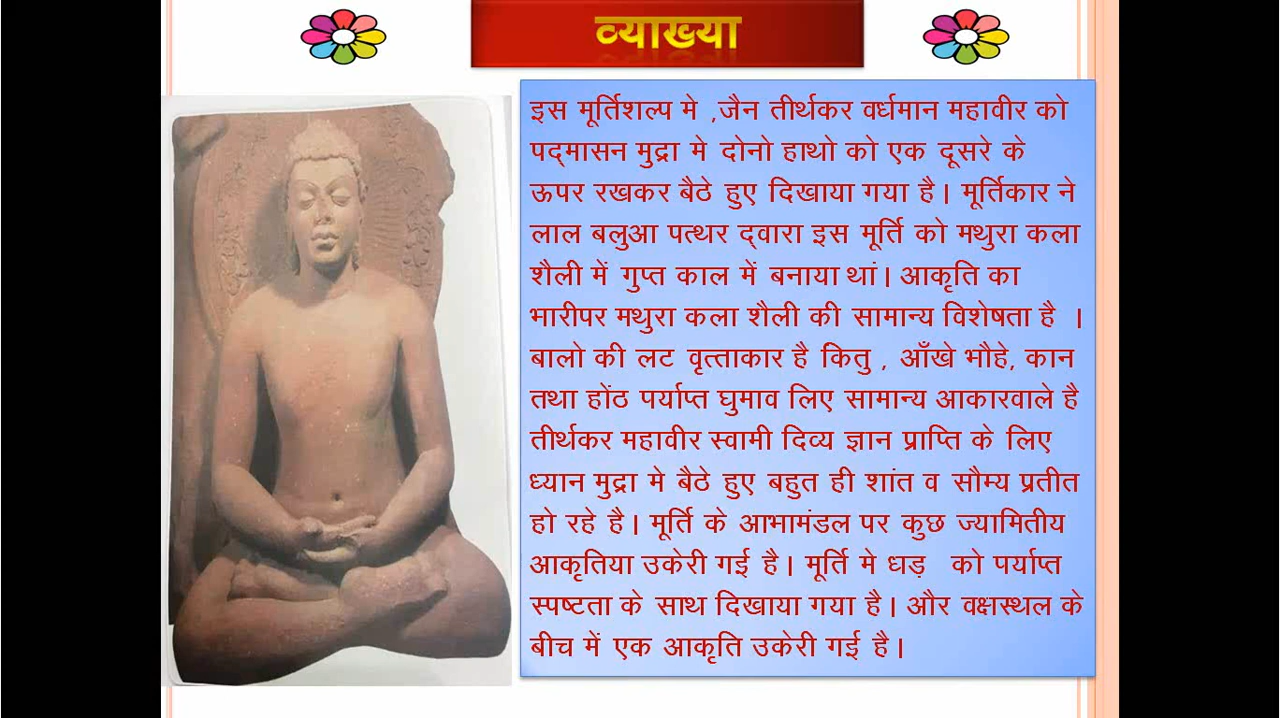 व्याख्या
इस मूर्तिशल्प मे ,जैन तीर्थकर वर्धमान महावीर को
पद्मासन मुद्रा मे दोनो हाथो को एक दूसरे के
ऊपर रखकर बैठे हुए दिखाया गया है। मूर्तिकार ने
लाल बलुआ पत्थर द्वारा इस मूर्ति को मथुरा कला
शैली में गुप्त काल में बनाया थां। आकृति का
भारीपर मथुरा कला शैली की सामान्य विशेषता है ।
बालो की लट वृत्ताकार है कितु , आँखे भौहे, कान
तथा होंठ पर्याप्त घुमाव लिए सामान्य आकारवाले है
तीर्थकर महावीर स्वामी दिव्य ज्ञान प्राप्ति के लिए
ध्यान मुद्रा मे बैठे हुए बहुत ही शांत व सौम्य प्रतीत
हो रहे है। मूर्ति के आभामंडल पर कुछ ज्यामितीय
आकृतिया उकेरी गई है। मूर्ति मे धड़ को पर्याप्त
स्पष्टता के साथ दिखाया गया है। और वक्षस्थल के
बीच में एक आकृति उकेरी गई है।